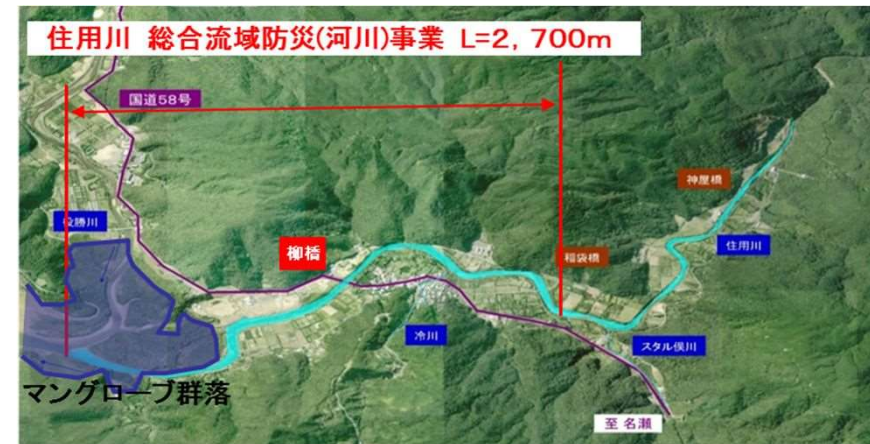 住用川 総合流域防災(河川)事業 L=2, 700m
国道58号
神屋橋
役勝川
柳橋
稲袋橋
住用川
冷川
スタル俣川
マングローブ群落
至 名瀬